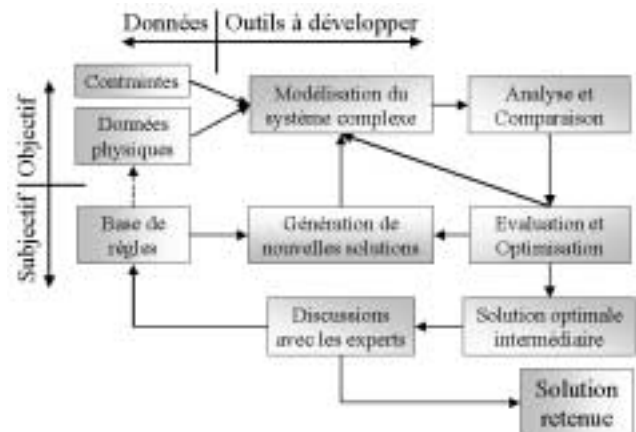 Données Outils à développer
Contraintes
Modélisation du
système complexe
Analyse et
Comparaison
Données
physiques
Objectif
Subjectif
Base de
règles
Génération de
nouvelles solutions
Evaluation et
Optimisation
Discussions
avec les experts
Solution optimale
intermédiaire
Solution
retenue